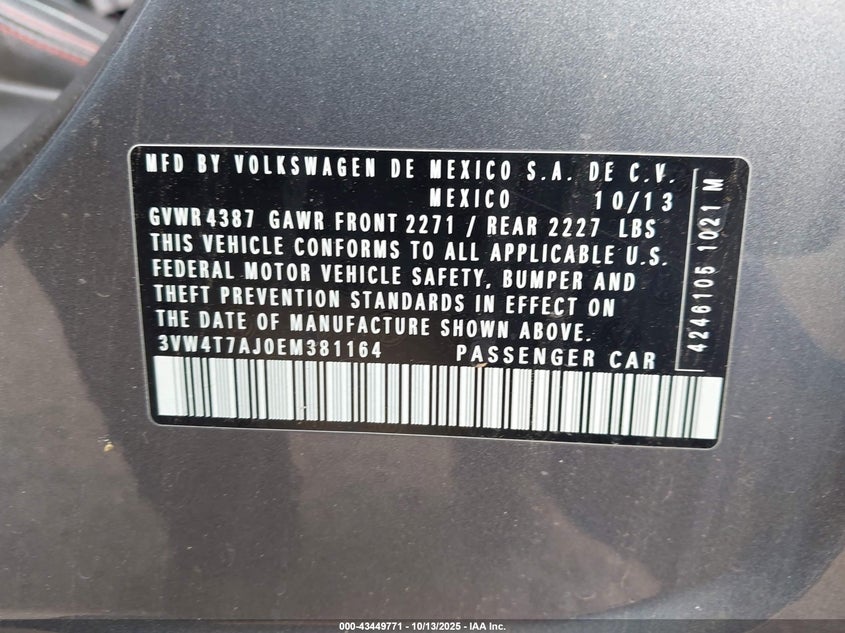 MFD BY VOLKSWAGEN DE MEXICO S.A. DE C.V.
MEXICO 10/13
GVWR 4387 GAWR FRONT 2271 / REAR 2227 LBS
THIS VEHICLE CONFORMS TO ALL APPLICABLE U.S.
FEDERAL MOTOR VEHICLE SAFETY, BUMPER AND
THEFT PREVENTION STANDARDS IN EFFECT ON
THE DATE OF MANUFACTURE SHOWN ABOVE.
3VW4T7AJ0EM381164 PASSENGER CAR
4246106 1021 M
000-43449771 - 10/13/2025 - IAA Inc.